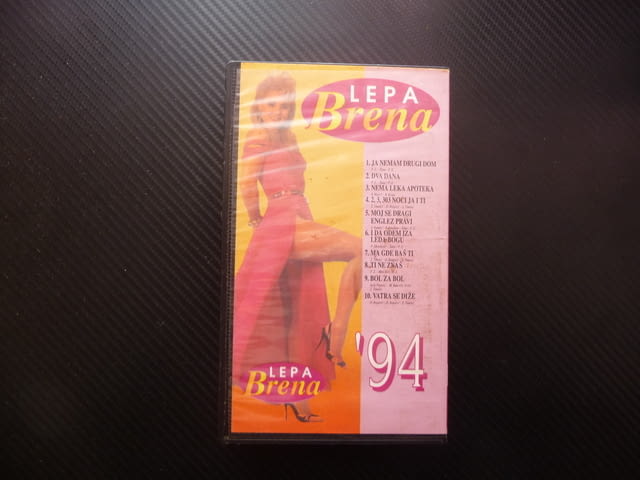 LEPA
Brena
1. JA NEMAM DRUGI DOM
2. DVA DANA
3. NEMA LEKA APOTEKA
4. 2, 3, 303 NOĆI JA I TI
5. MOJ SE DRAGI
ENGLEZ PRAVI
6. I DA ODEM IZA
LEĐA BOGU
7. MA GDE BAŠ TI
8. TI NE ZNAŠ
9. BOL ZA BOL
10. VATRA SE DIŽE
'94
LEPA
Brena